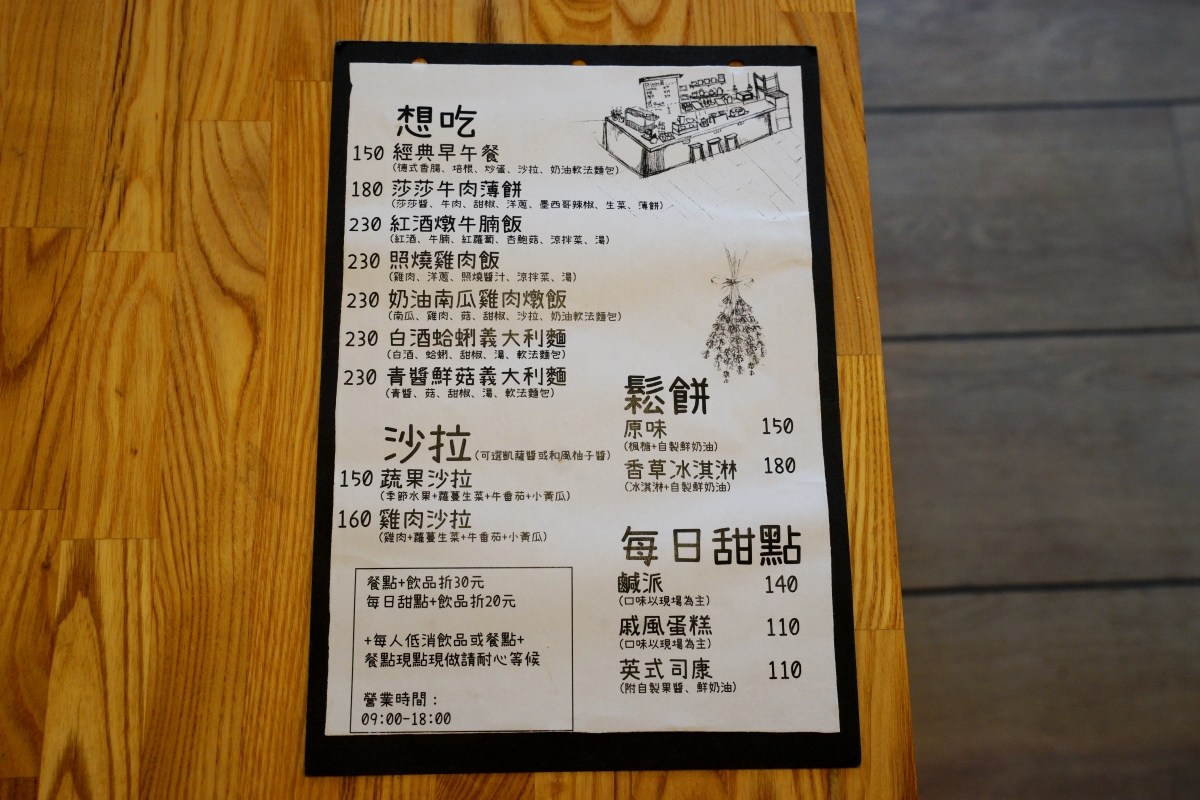 想吃
150 經典早午餐
(德式香腸、培根、炒蛋、沙拉、奶油軟法麵包)
180 莎莎牛肉薄餅
(莎莎醬、牛肉、甜椒、洋蔥、墨西哥辣椒、生菜、薄餅)
230 紅酒燉牛腩飯
(紅酒、牛腩、紅蘿蔔、杏鮑菇、涼拌菜、湯)
230 照燒雞肉飯
(雞肉、洋蔥、照燒醬汁、涼拌菜、湯)
230 奶油南瓜雞肉燉飯
(南瓜、雞肉、菇、甜椒、沙拉、奶油軟法麵包)
230 白酒蛤蜊義大利麵
(白酒、蛤蜊、甜椒、湯、軟法麵包)
230 青醬鮮菇義大利麵
(青醬、菇、甜椒、湯、軟法麵包)
沙拉(可選凱薩醬或和風柚子醬)
150 蔬果沙拉
(季節水果+蘿蔓生菜+牛番茄+小黃瓜)
160 雞肉沙拉
(雞肉+蘿蔓生菜+牛番茄+小黃瓜)
餐點+飲品折30元
每日甜點+飲品折20元
+每人低消飲品或餐點+
餐點現點現做請耐心等候
營業時間：
09:00-18:00
鬆餅
原味 150
(楓糖+自製鮮奶油)
香草冰淇淋 180
(冰淇淋+自製鮮奶油)
每日甜點
鹹派 140
(口味以現場為主)
戚風蛋糕 110
(口味以現場為主)
英式司康 110
(附自製果醬、鮮奶油)